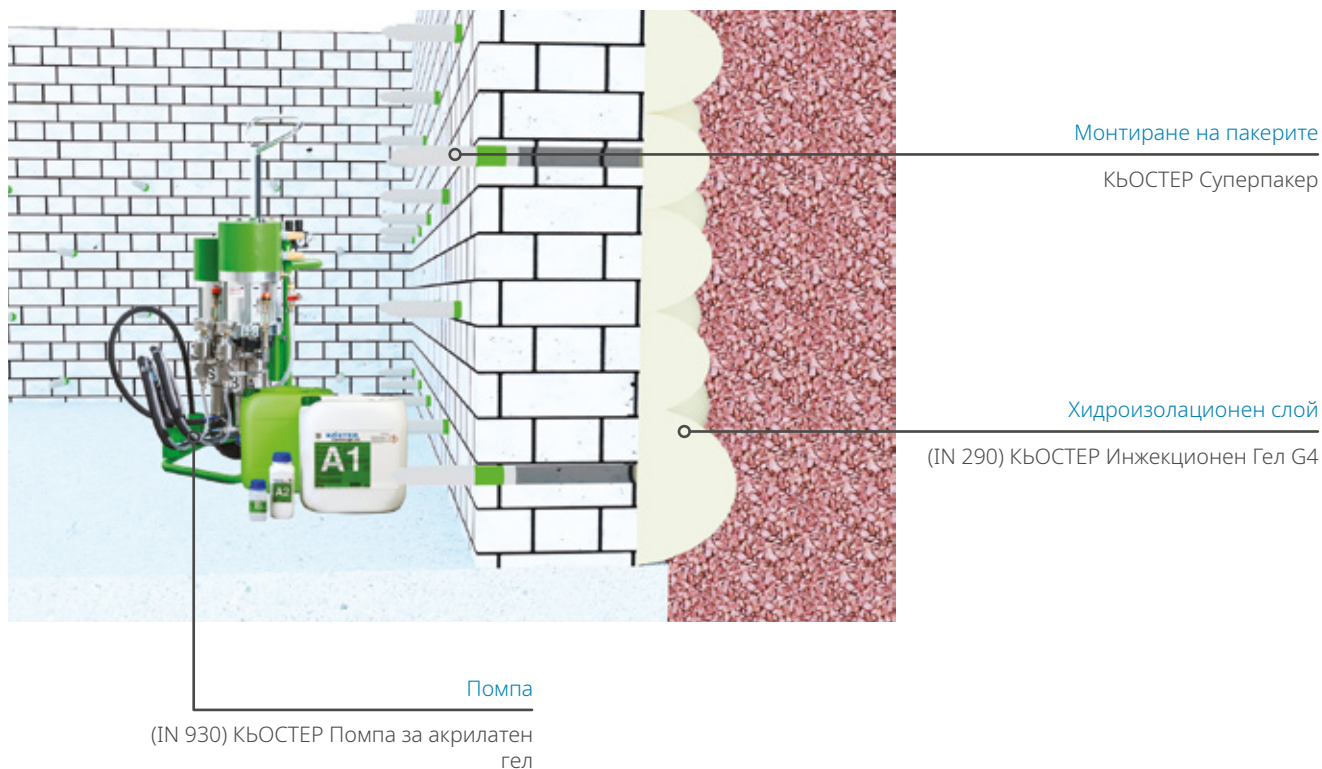 Монтиране на пакерите
КЬОСТЕР Суперпакер
A1
A2
Хидроизолационен слой
(IN 290) КЬОСТЕР Инжекционен Гел G4
Помпа
(IN 930) КЬОСТЕР Помпа за акрилатен
гел